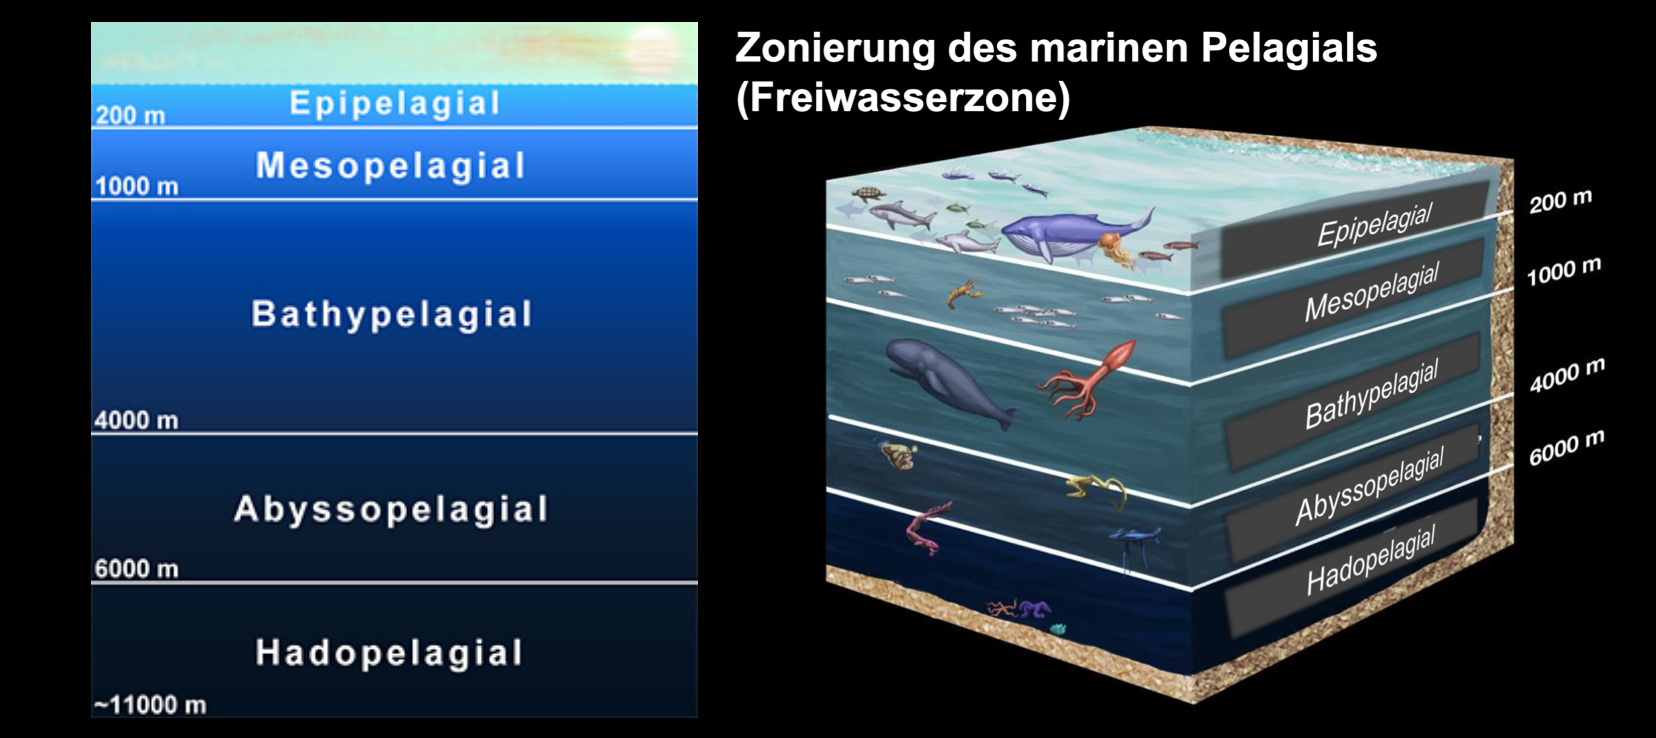 Zonierung des marinen Pelagials
(Freiwasserzone)
Epipelagial
200 m
Mesopelagial
1000 m
Bathypelagial
4000 m
Abyssopelagial
6000 m
Hadopelagial
~11000 m
Epipelagial
200 m
Mesopelagial
1000 m
Bathypelagial
4000 m
Abyssopelagial
6000 m
Hadopelagial